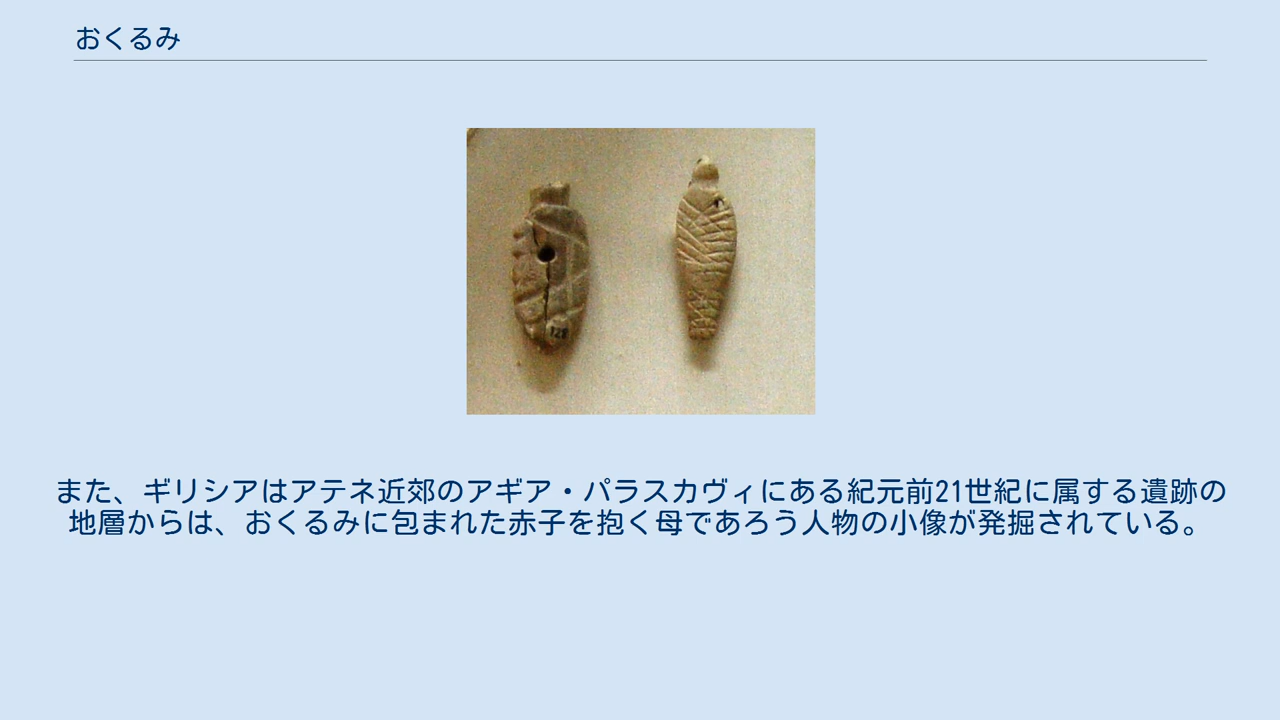 おくるみ
128
また、ギリシアはアテネ近郊のアギア・パラスカヴィにある紀元前21世紀に属する遺跡の
地層からは、おくるみに包まれた赤子を抱く母であろう人物の小像が発掘されている。